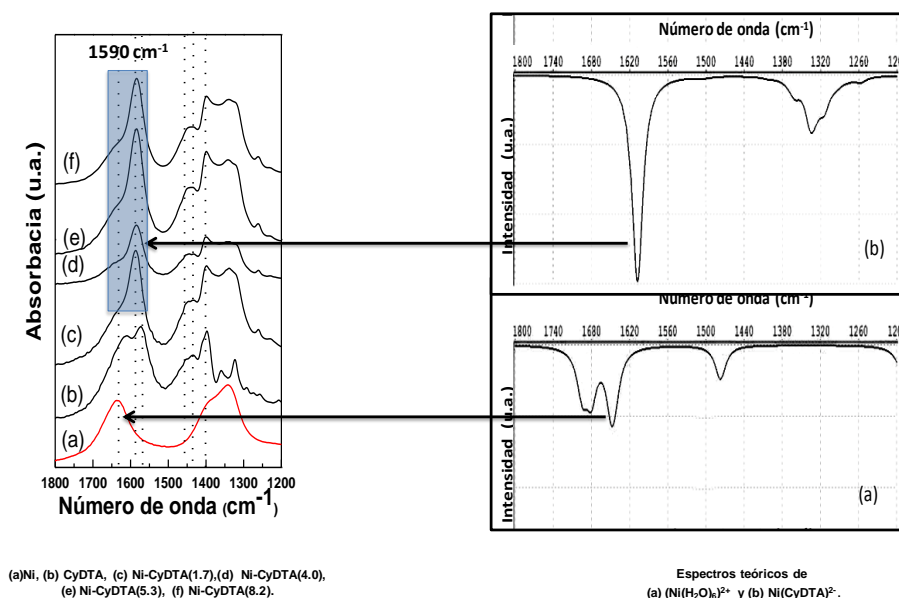 1590 cm-1
Absorbacia (u.a.)
(f)
(e)
(d)
(c)
(b)
(a)
1800 1700 1600 1500 1400 1300 1200
Número de onda (cm-1)
(a)Ni, (b) CyDTA, (c) Ni-CyDTA(1.7),(d) Ni-CyDTA(4.0),
(e) Ni-CyDTA(5.3), (f) Ni-CyDTA(8.2).
Número de onda (cm-1)
1800 1740 1680 1620 1500 1440 1380 1320 1260 120
Intensidad (u.a.)
(b)
Número de onda (cm-1)
1800 1740 1680 1620 1500 1440 1380 1320 1260 120
Intensidad (u.a.)
(a)
Espectros teóricos de
(a) (Ni(H2O)6)2+ y (b) Ni(CyDTA)2-.